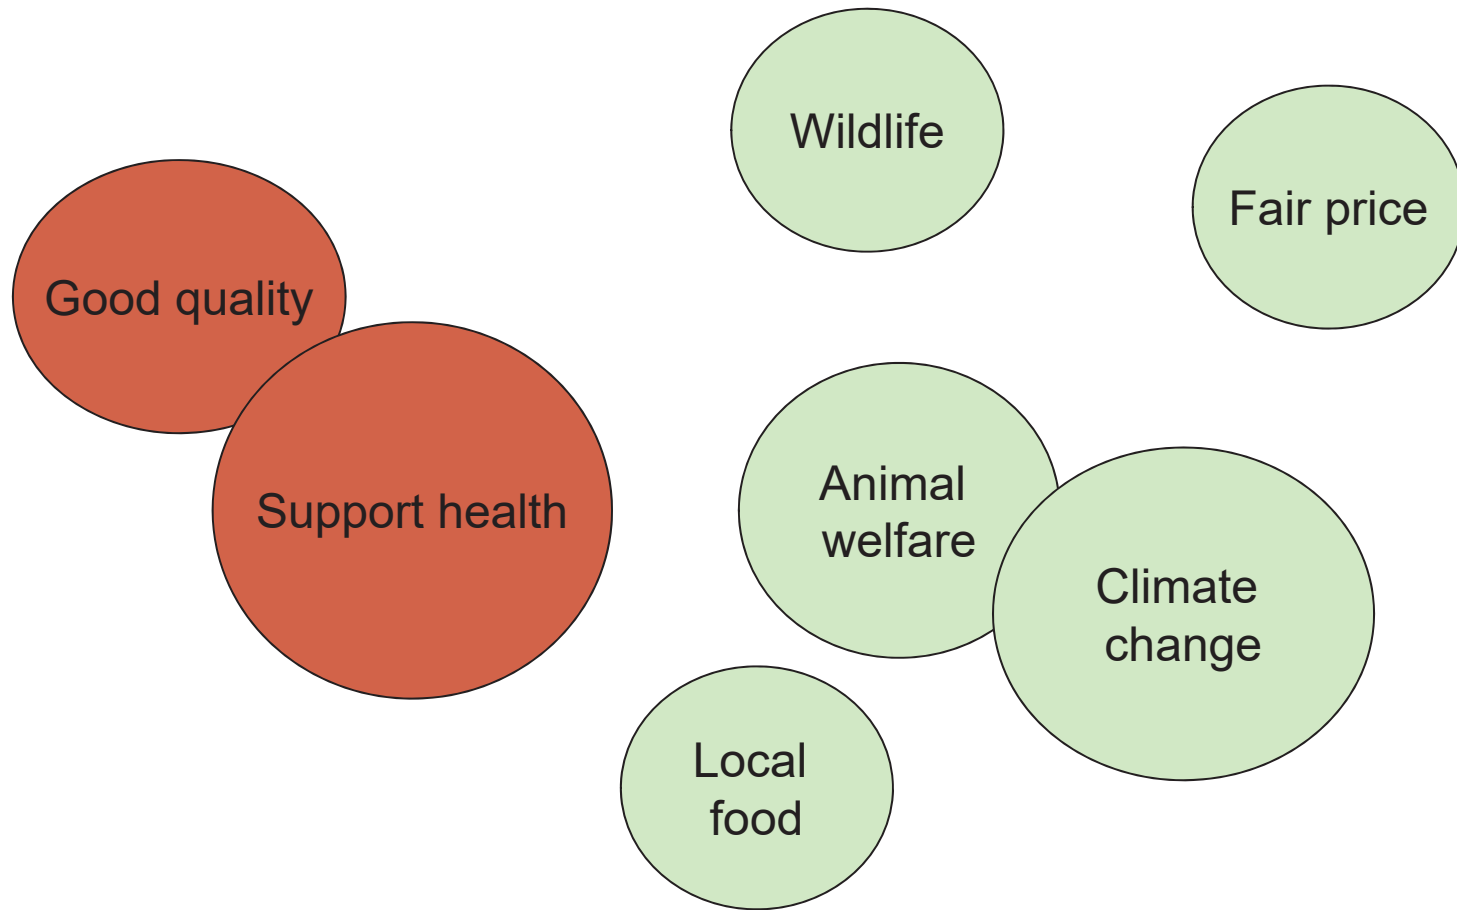 Wildlife
Fair price
Good quality
Support health
Animal
welfare
Climate
change
Local
food